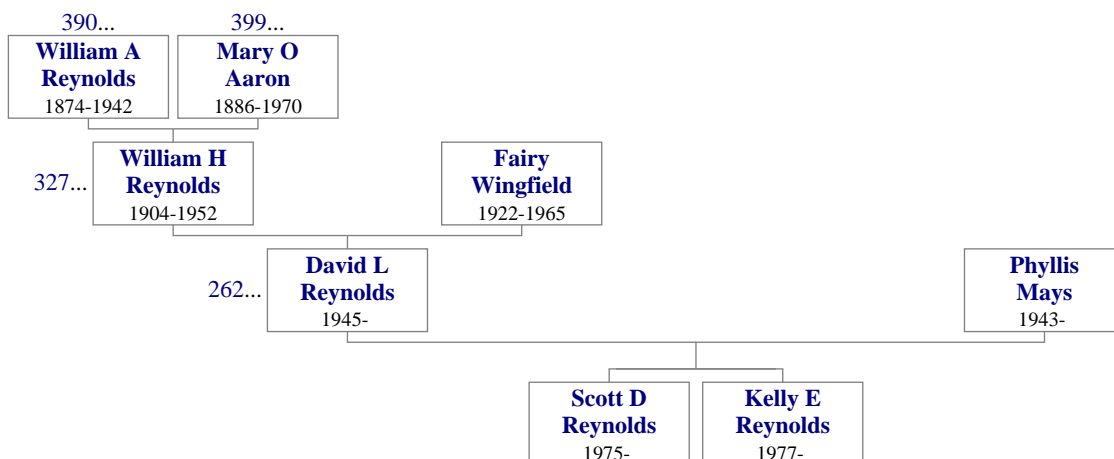 390...
399...
William A
Reynolds
1874-1942
Mary O
Aaron
1886-1970
327...
William H
Reynolds
1904-1952
Fairy
Wingfield
1922-1965
262...
David L
Reynolds
1945-
Phyllis
Mays
1943-
Scott D
Reynolds
1975-
Kelly E
Reynolds
1977-